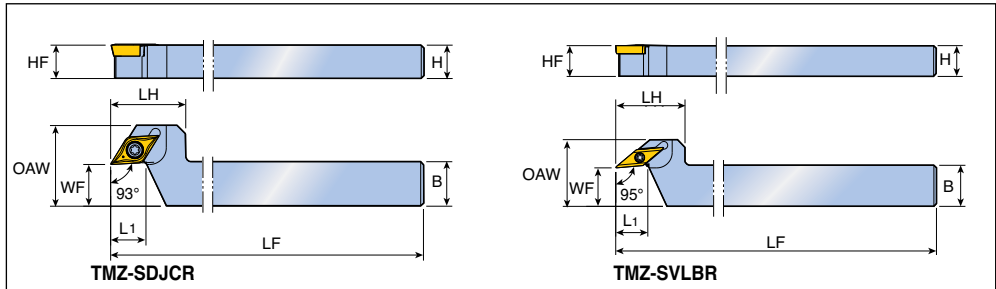 HF
H
LH
OAW
WF
93°
L1
B
LF
TMZ-SDJCR
HF
H
LH
OAW
WF
95°
L1
B
LF
TMZ-SVLBR